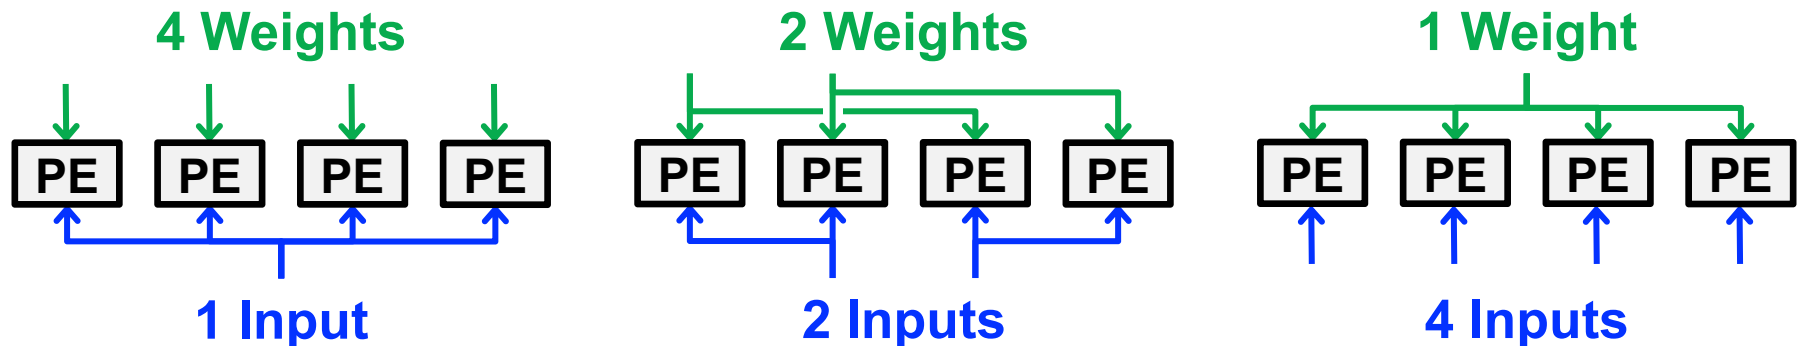 4 Weights
2 Weights
1 Weight
PE PE PE PE
PE PE PE PE
PE PE PE PE
1 Input
2 Inputs
4 Inputs